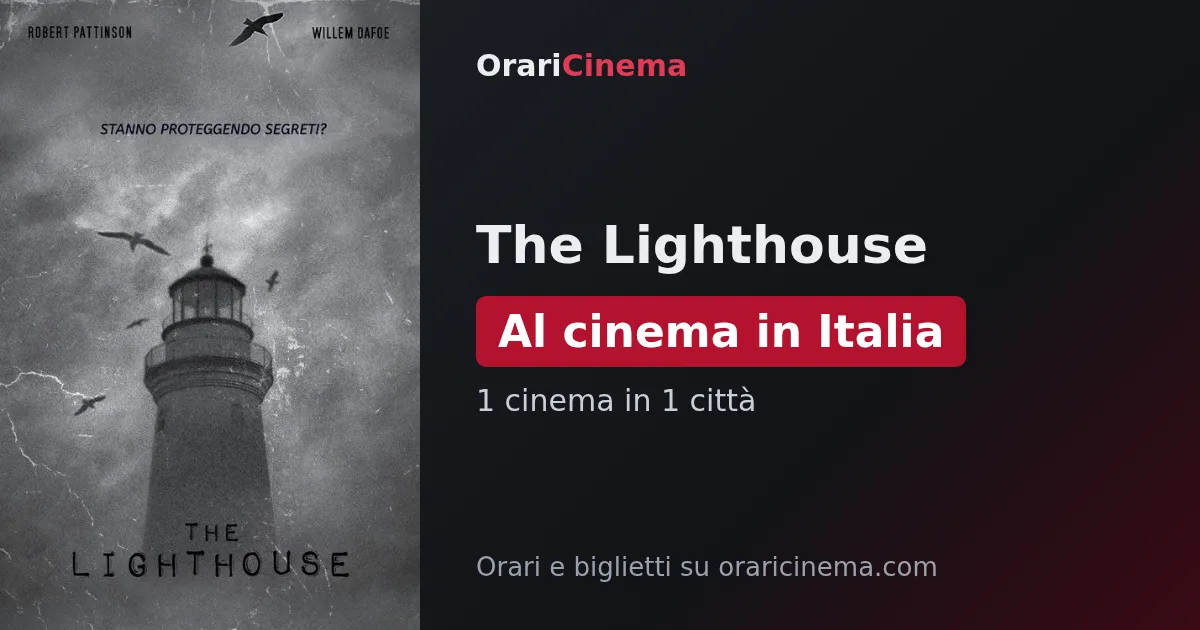 ROBERT PATTINSON
WILLEM DAFOE
STANNO PROTEGGENDO SEGRETI?
THE
LIGHTHOUSE
OrariCinema
The Lighthouse
Al cinema in Italia
1 cinema in 1 città
Orari e biglietti su oraricinema.com